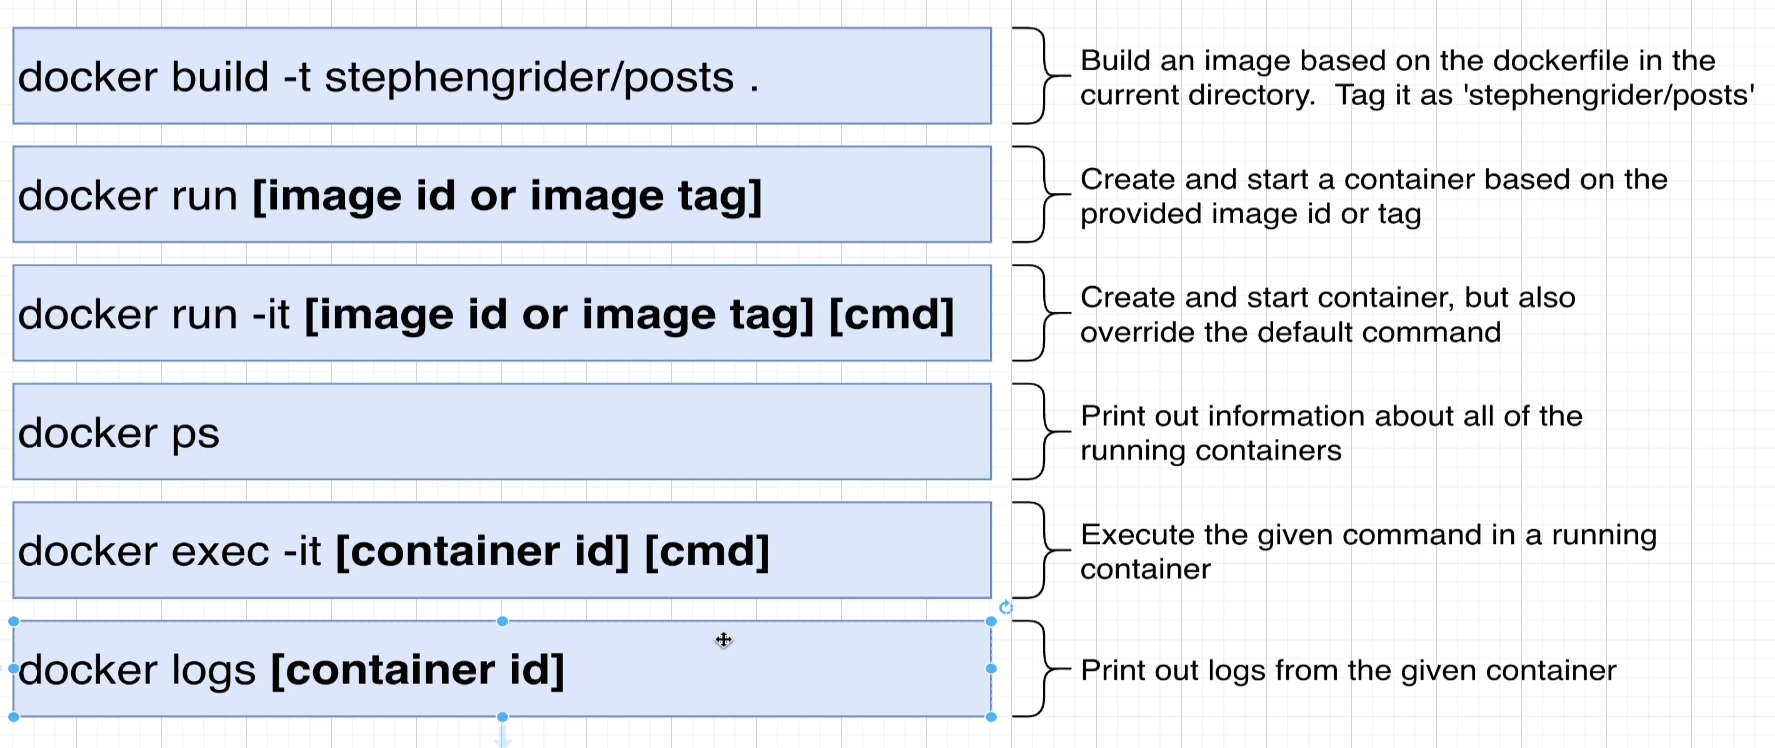 docker build -t stephengrider/posts .
Build an image based on the dockerfile in the
current directory.  Tag it as 'stephengrider/posts'
docker run [image id or image tag]
Create and start a container based on the
provided image id or tag
docker run -it [image id or image tag] [cmd]
Create and start container, but also
override the default command
docker ps
Print out information about all of the
running containers
docker exec -it [container id] [cmd]
Execute the given command in a running
container
docker logs [container id]
Print out logs from the given container